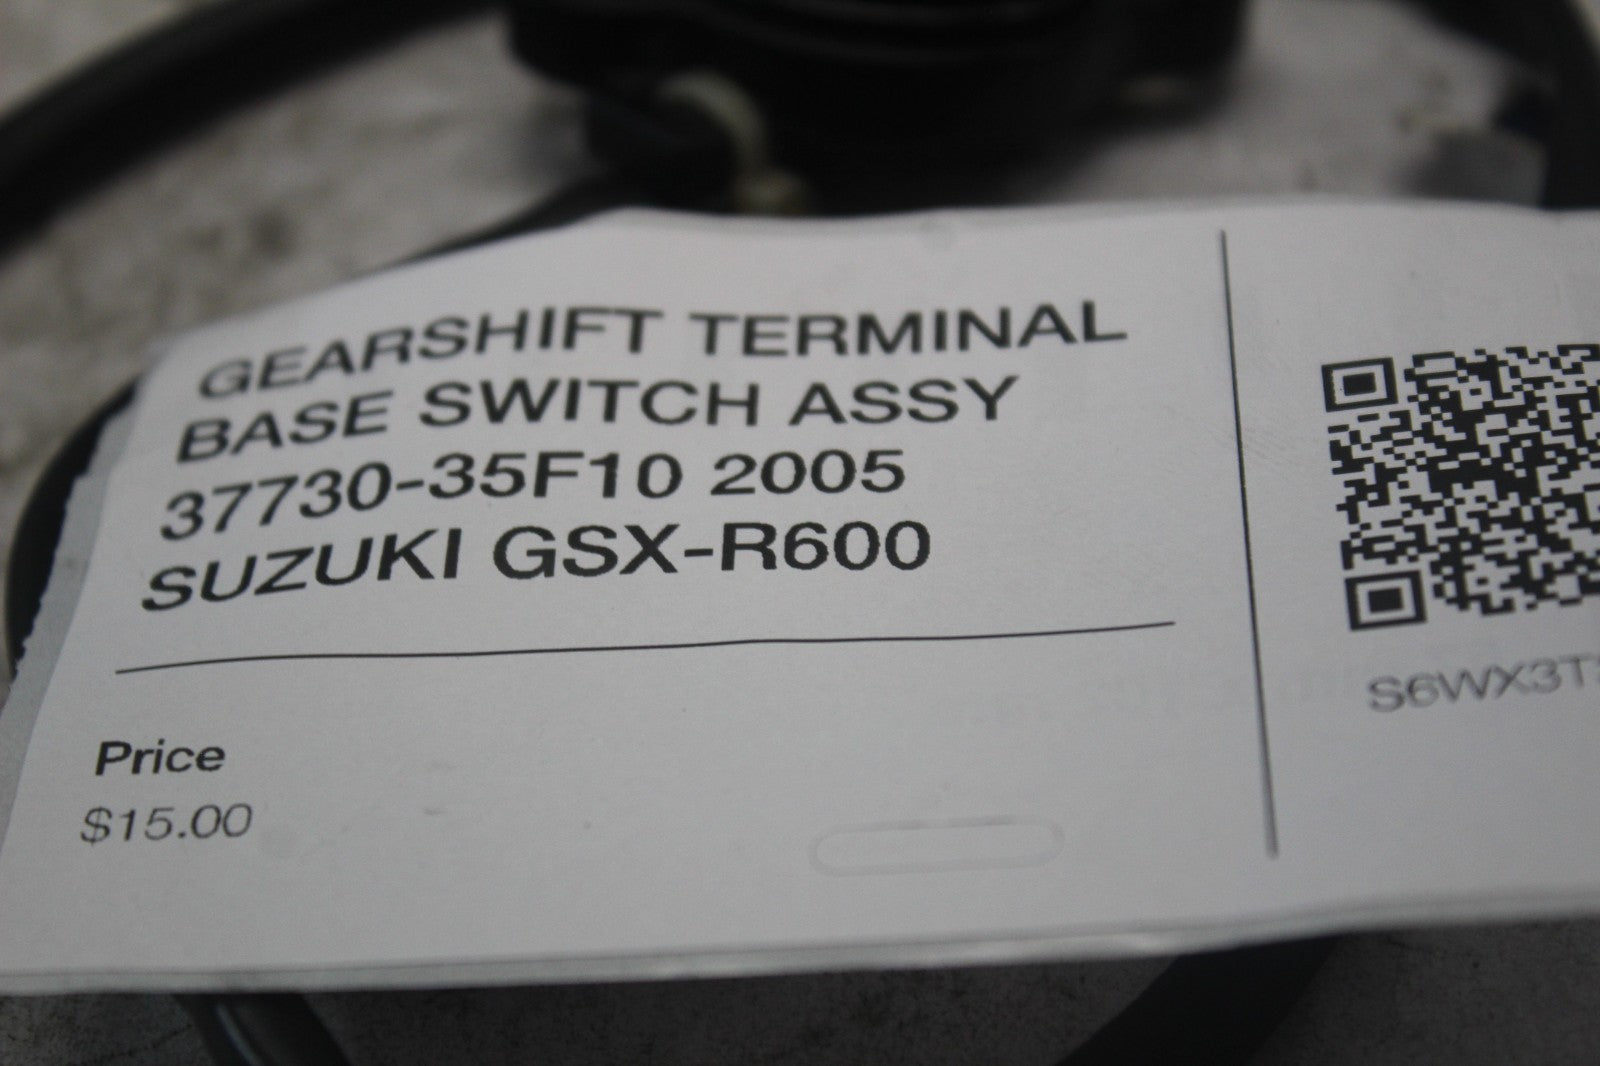 GEARSHIFT TERMINAL
BASE SWITCH ASSY
37730-35F10 2005
SUZUKI GSX-R600
Price
$15.00